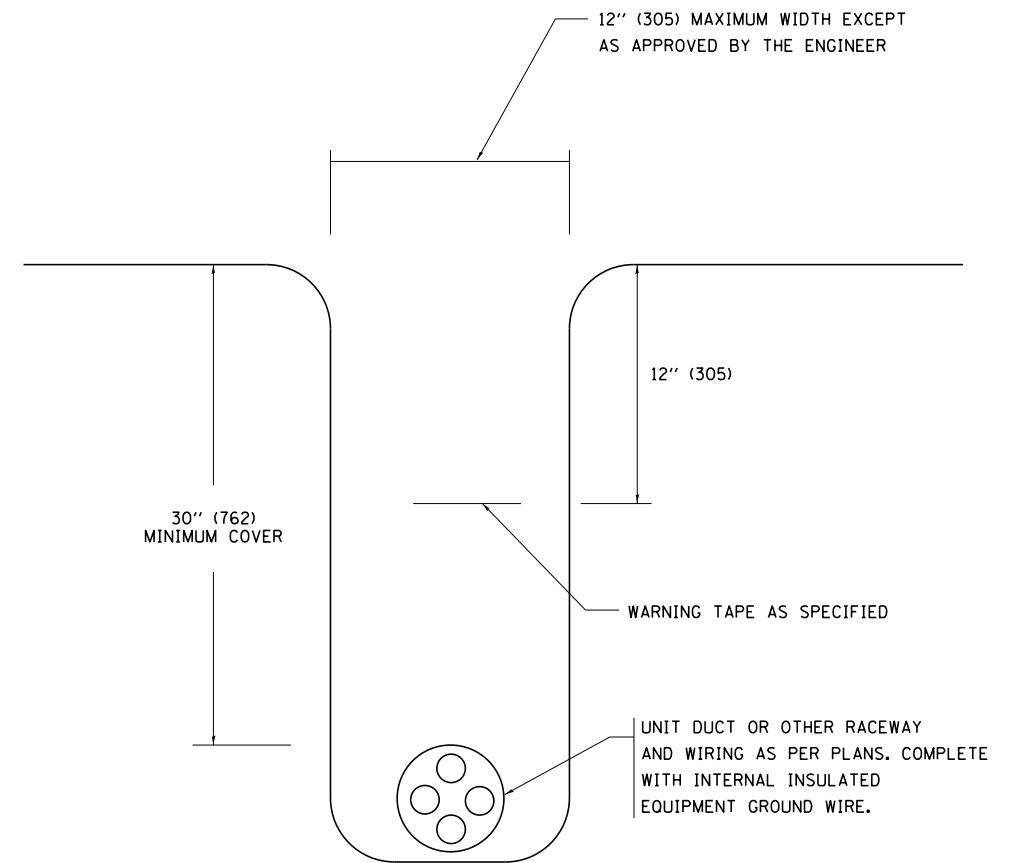 12'' (305) MAXIMUM WIDTH EXCEPT
AS APPROVED BY THE ENGINEER
12'' (305)
30'' (762)
MINIMUM COVER
WARNING TAPE AS SPECIFIED
UNIT DUCT OR OTHER RACEWAY
AND WIRING AS PER PLANS. COMPLETE
WITH INTERNAL INSULATED
EQUIPMENT GROUND WIRE.